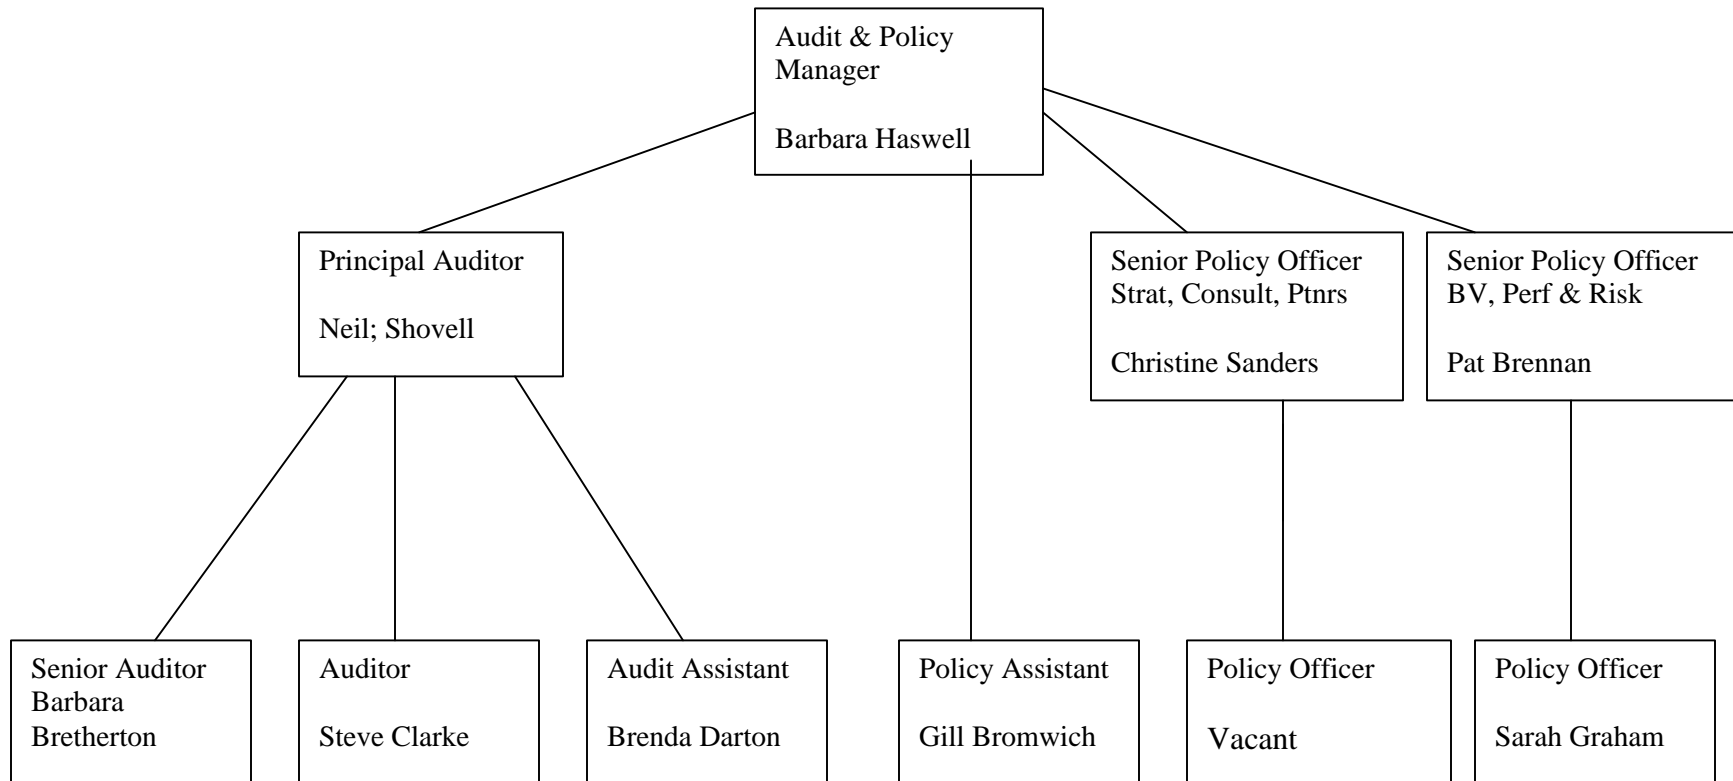 Audit & Policy
Manager
Barbara Haswell
Principal Auditor
Neil; Shovell
Senior Policy Officer
Strat, Consult, Ptnrs
Christine Sanders
Senior Policy Officer
BV, Perf & Risk
Pat Brennan
Senior Auditor
Barbara
Bretherton
Auditor
Steve Clarke
Audit Assistant
Brenda Darton
Policy Assistant
Gill Bromwich
Policy Officer
Vacant
Policy Officer
Sarah Graham